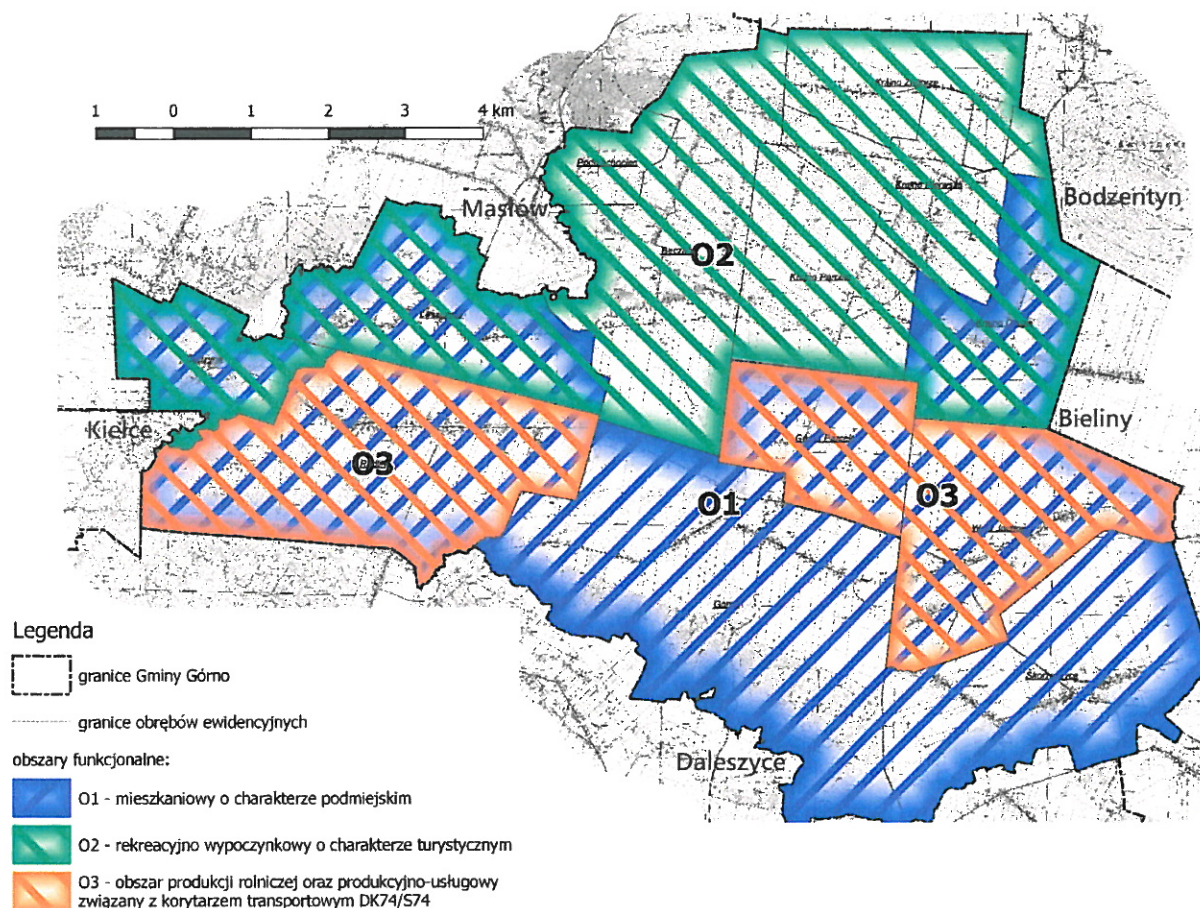 1 0 1 2 3 4 km
Masłów
Bodzentyn
O2
Bieliny
Kielce
O3
O1
O3
Daleszyce
Legenda
granice Gminy Górno
granice obrębów ewidencyjnych
obszary funkcjonalne:
O1 - mieszkaniowy o charakterze podmiejskim
O2 - rekreacyjno wypoczynkowy o charakterze turystycznym
O3 - obszar produkcji rolniczej oraz produkcyjno-usługowy
związany z korytarzem transportowym DK74/S74